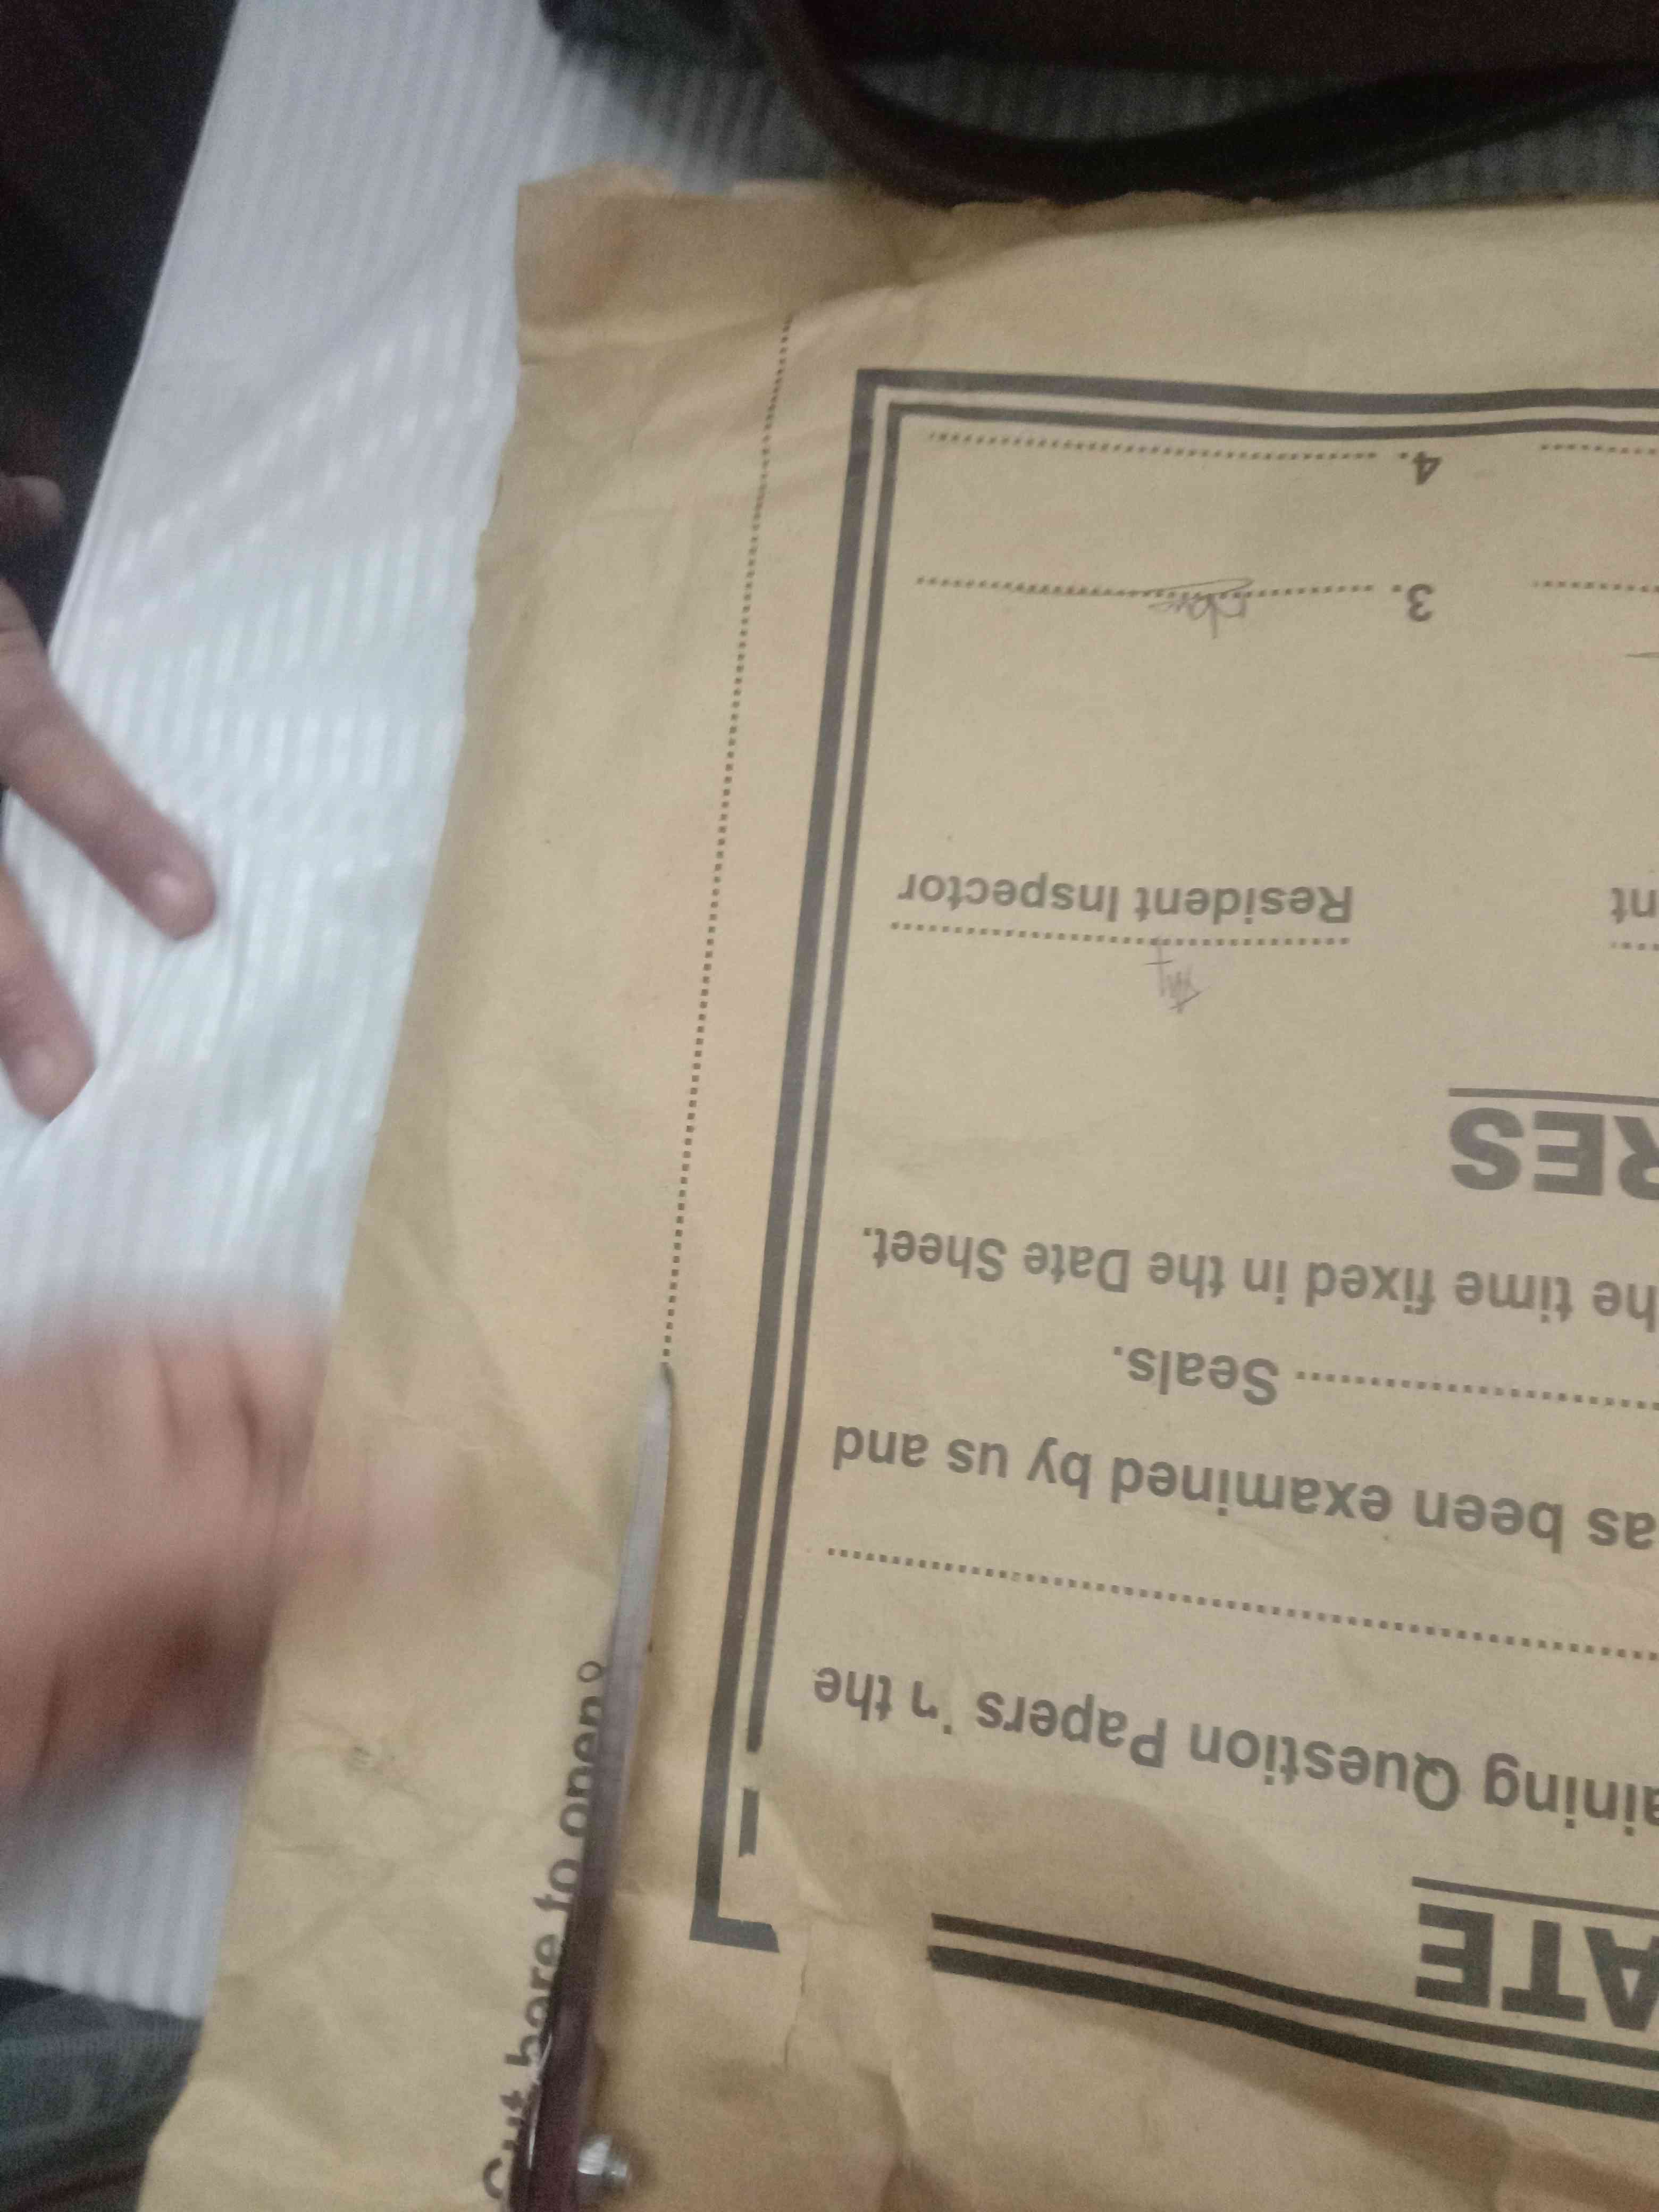 ATE
aining Question Papers in the
as been examined by us and
Seals.
he time fixed in the Date Sheet.
RES
nt Resident Inspector
3.
4.
Cut here to open